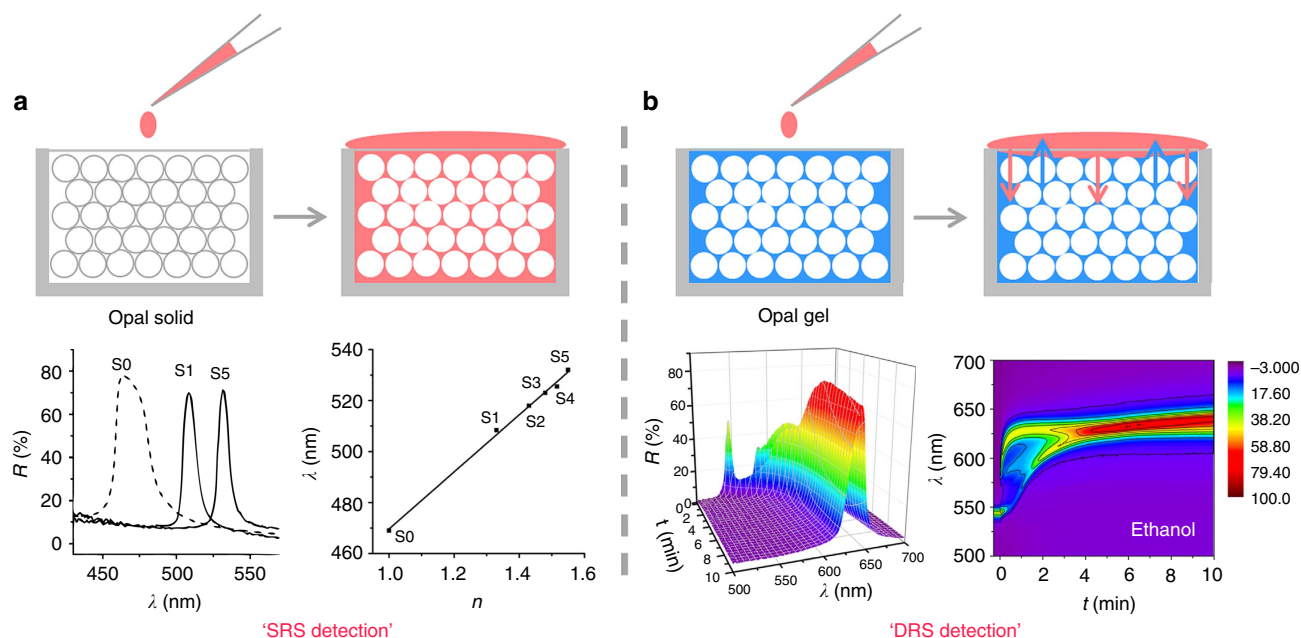 a
b
Opal solid
Opal gel
S0
S1
S5
80
60
40
20
0
R (%)
450
500
550
λ (nm)
540
520
500
480
460
λ (nm)
S0
S1
S2
S3
S4
S5
1.0
1.2
1.4
1.6
n
'SRS detection'
80
60
40
20
0
R (%)
2
4
6
8
10
t (min)
500
550
600
650
700
λ (nm)
700
650
600
550
500
λ (nm)
Ethanol
0
2
4
6
8
10
t (min)
–3.000
17.60
38.20
58.80
79.40
100.0
'DRS detection'